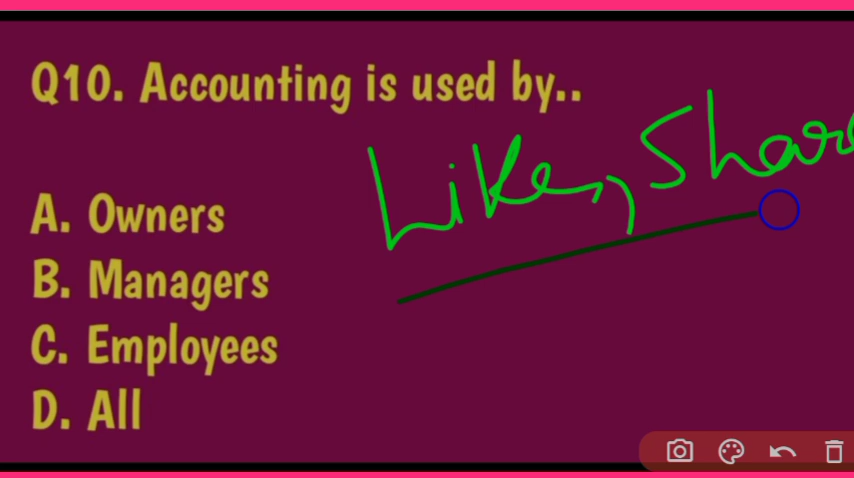 Q10. Accounting is used by..
Like, Share
A. Owners
B. Managers
C. Employees
D. All